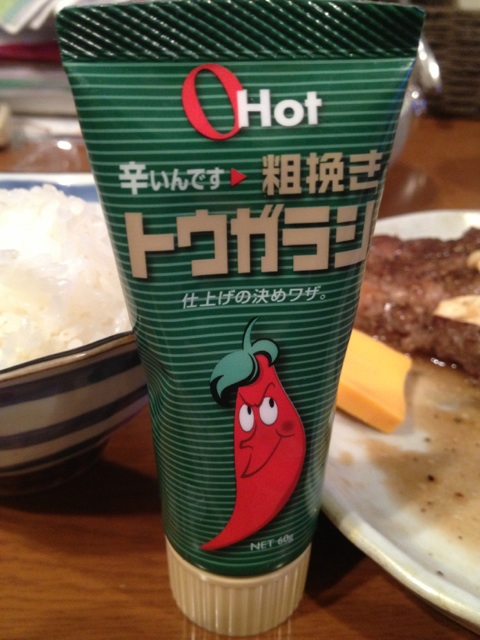 O Hot
辛いんです▶粗挽き
トウガラシ
仕上げの決めワザ。
NET 60g